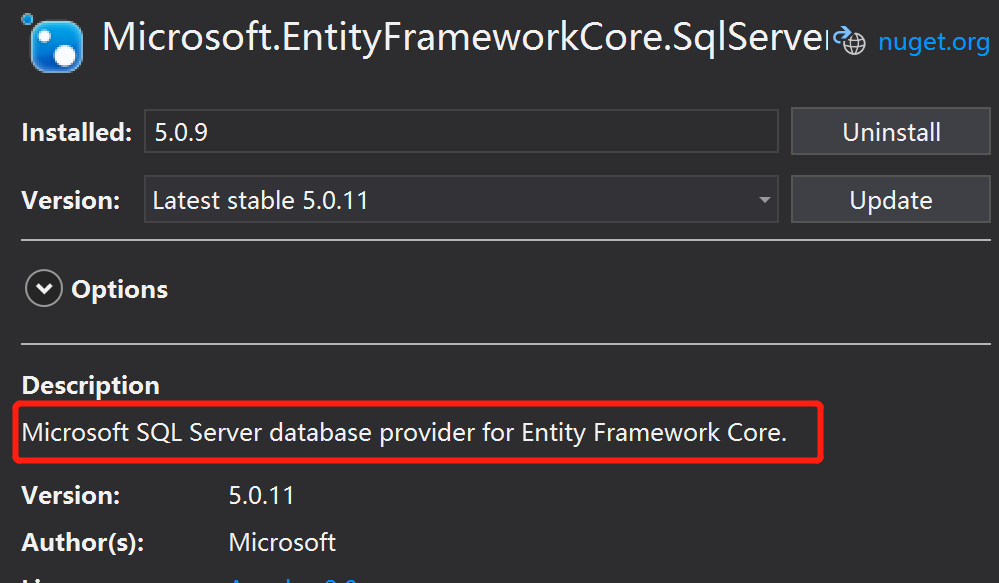 Microsoft.EntityFrameworkCore.SqlServer nuget.org
Installed: 5.0.9 Uninstall
Version: Latest stable 5.0.11 Update
Options
Description
Microsoft SQL Server database provider for Entity Framework Core.
Version: 5.0.11
Author(s): Microsoft